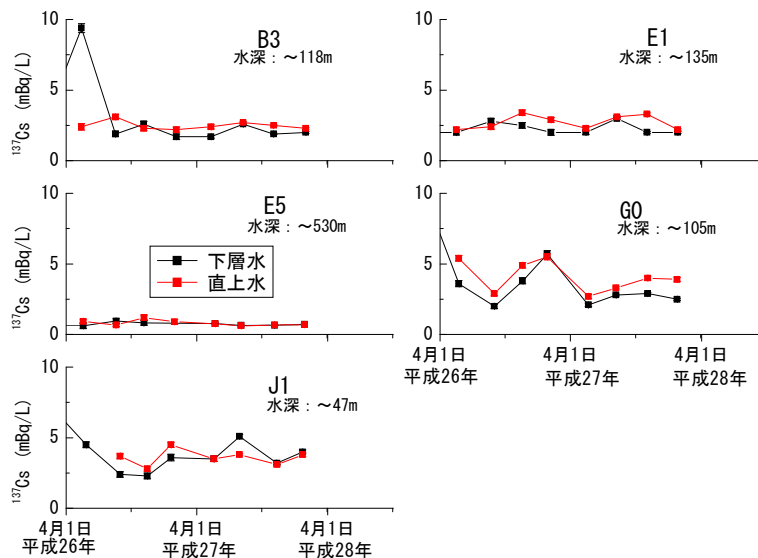 10
B3
水深：～118m
5
0
¹³⁷Cs (mBq/L)
10
E1
水深：～135m
5
0
10
E5
水深：～530m
下層水
直上水
5
0
¹³⁷Cs (mBq/L)
10
G0
水深：～105m
5
0
4月1日
平成26年
4月1日
平成27年
4月1日
平成28年
10
J1
水深：～47m
5
0
¹³⁷Cs (mBq/L)
4月1日
平成26年
4月1日
平成27年
4月1日
平成28年